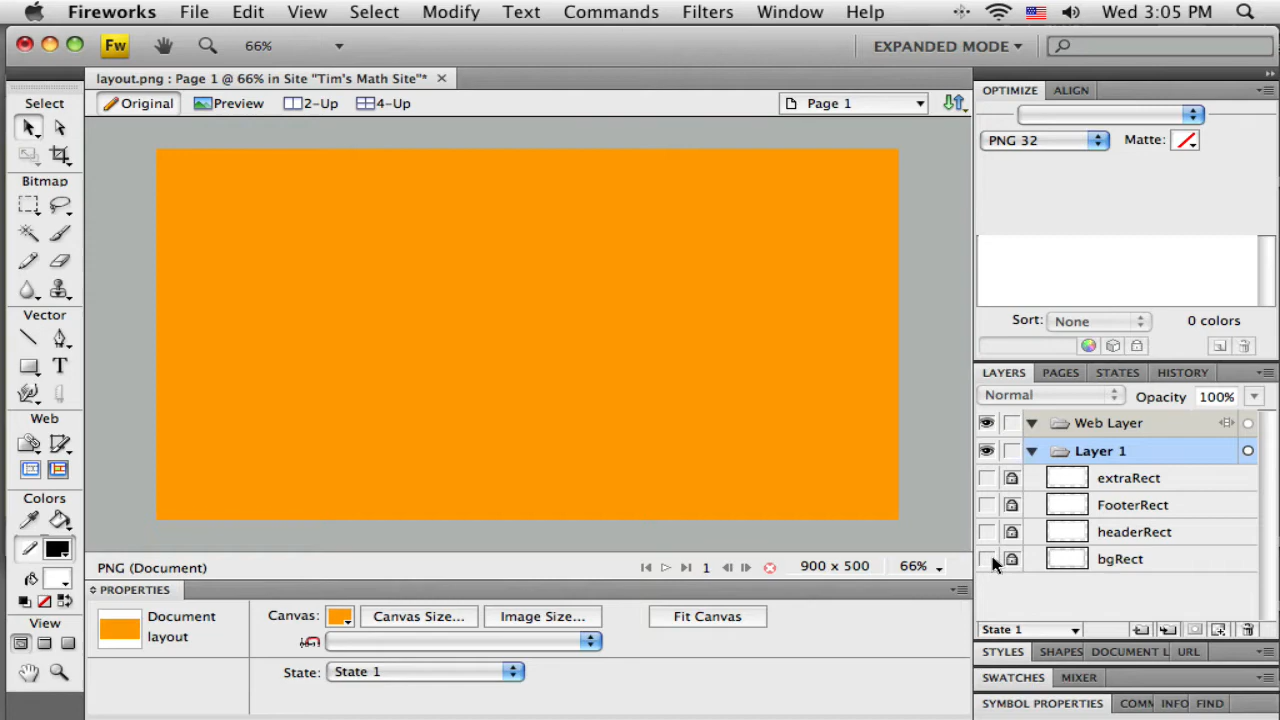 Fireworks File Edit View Select Modify Text Commands Filters Window Help Wed 3:05 PM
Fw 66% EXPANDED MODE
layout.png : Page 1 @ 66% in Site "Tim's Math Site"*
Original Preview 2-Up 4-Up Page 1
Select
Bitmap
Vector
T
Web
Colors
View
OPTIMIZE ALIGN
PNG 32 Matte:
Sort: None 0 colors
LAYERS PAGES STATES HISTORY
Normal Opacity 100%
Web Layer
Layer 1
extraRect
FooterRect
headerRect
bgRect
State 1
STYLES SHAPES DOCUMENT L URL
SWATCHES MIXER
SYMBOL PROPERTIES COMM INFO FIND
PNG (Document) 1 900 x 500 66%
PROPERTIES
Document layout
Canvas: Canvas Size... Image Size... Fit Canvas
State: State 1